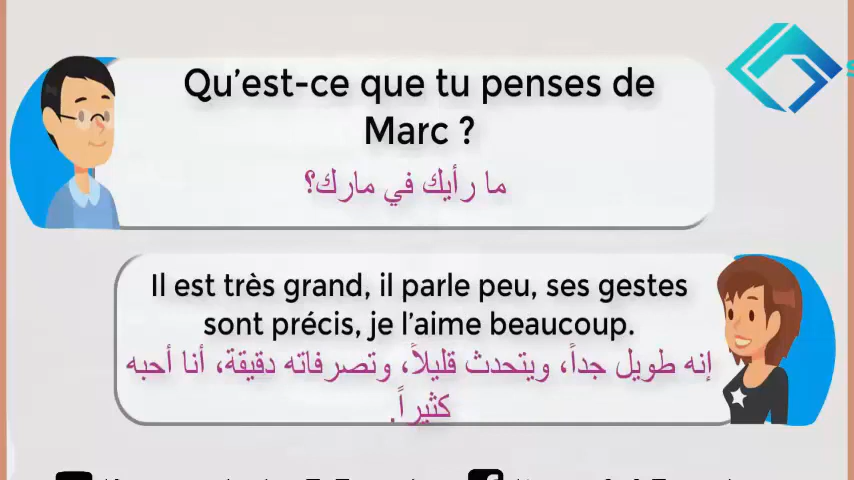 Qu'est-ce que tu penses de
Marc ?
ما رأيك في مارك؟
Il est très grand, il parle peu, ses gestes
sont précis, je l'aime beaucoup.
إنه طويل جداً، ويتحدث قليلاً، وتصرفاته دقيقة، أنا أحبه
كثيراً.